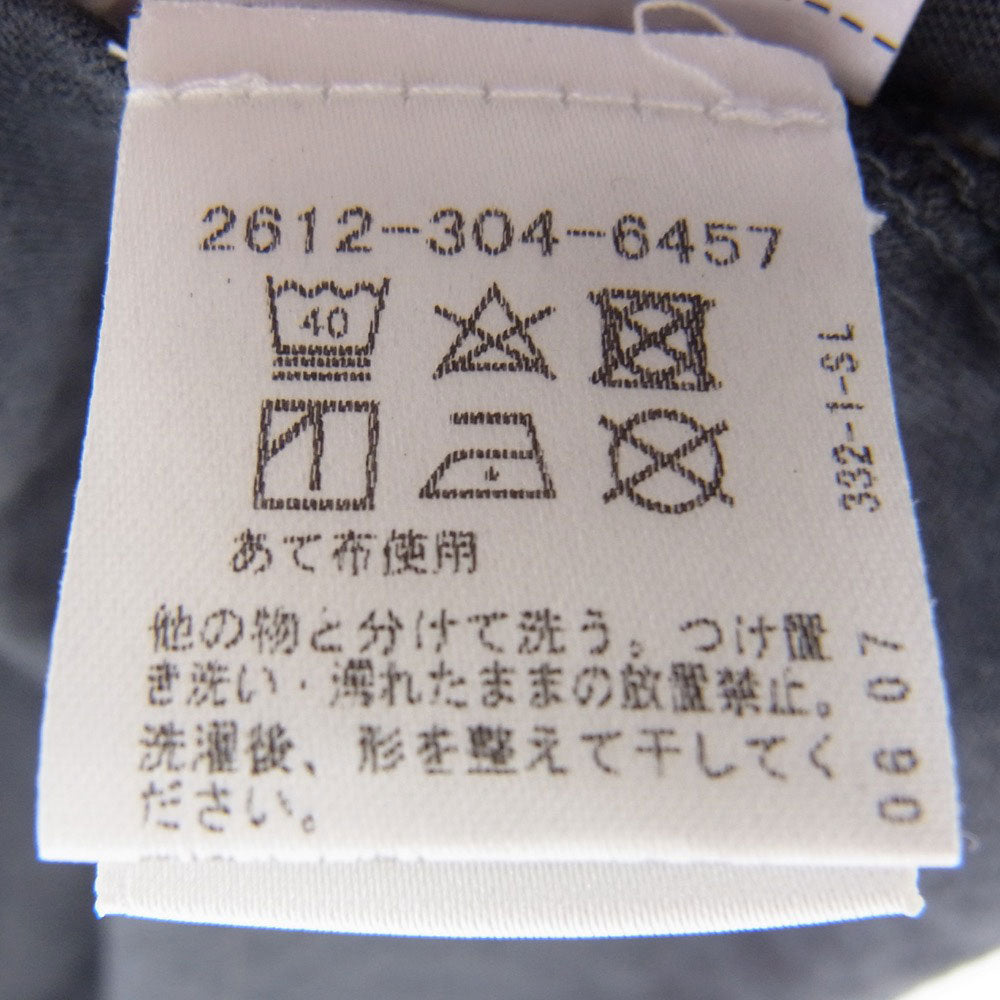 2612-304-6457
40
あて布使用
他の物と分けて洗う。つけ置
き洗い・濡れたままの放置禁止。
洗濯後、形を整えて干してく
ださい。
332-1-SL
06 07